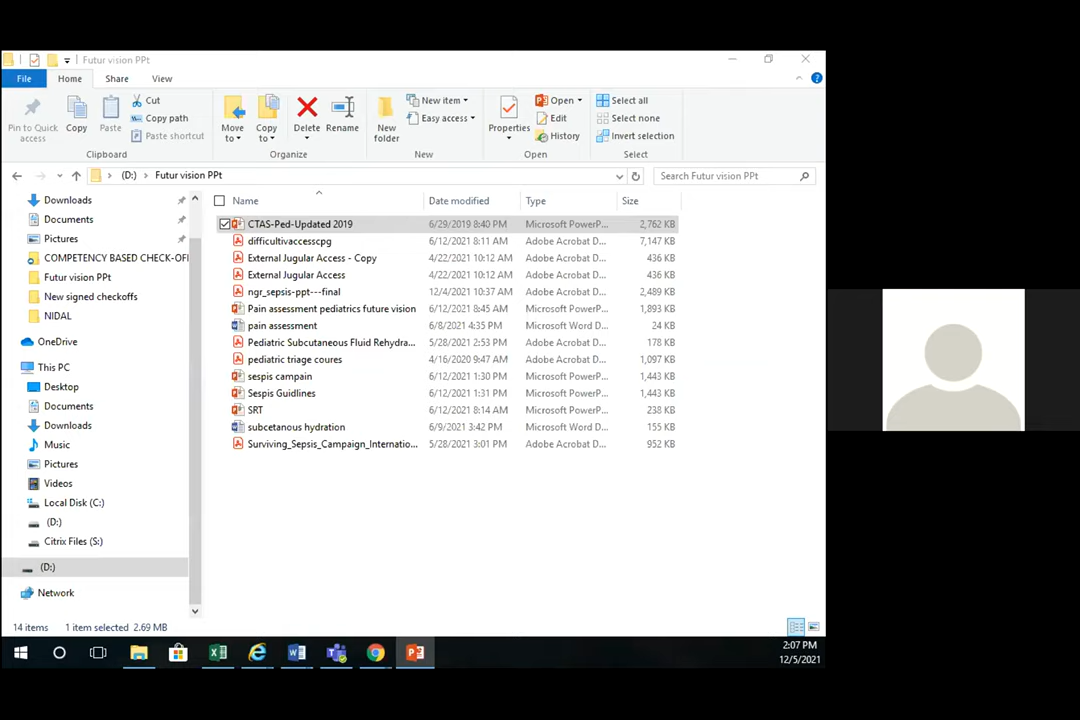 Futur vision PPt
File Home Share View
Pin to Quick access
Copy
Paste
Cut
Copy path
Paste shortcut
Move to
Copy to
Delete
Rename
New folder
New item
Easy access
Properties
Open
Edit
History
Select all
Select none
Invert selection
Clipboard Organize New Open Select
(D:) Futur vision PPt
Search Futur vision PPt
Name Date modified Type Size
CTAS-Ped-Updated 2019 6/29/2019 8:40 PM Microsoft PowerP... 2,762 KB
difficultivaccesscpg 6/12/2021 8:11 AM Adobe Acrobat D... 7,147 KB
External Jugular Access - Copy 4/22/2021 10:12 AM Adobe Acrobat D... 436 KB
External Jugular Access 4/22/2021 10:12 AM Adobe Acrobat D... 436 KB
ngr_sepsis-ppt---final 12/4/2021 10:37 AM Adobe Acrobat D... 2,489 KB
Pain assessment pediatrics future vision 6/12/2021 8:45 AM Microsoft PowerP... 1,893 KB
pain assessment 6/8/2021 4:35 PM Microsoft Word D... 24 KB
Pediatric Subcutaneous Fluid Rehydra... 5/28/2021 2:53 PM Adobe Acrobat D... 178 KB
pediatric triage coures 4/16/2020 9:47 AM Adobe Acrobat D... 1,097 KB
sespis campain 6/12/2021 1:30 PM Microsoft PowerP... 1,443 KB
Sespis Guidlines 6/12/2021 1:31 PM Microsoft PowerP... 1,443 KB
SRT 6/12/2021 8:14 AM Microsoft PowerP... 238 KB
subcetanous hydration 6/9/2021 3:42 PM Microsoft Word D... 155 KB
Surviving_Sepsis_Campaign_Internatio... 5/28/2021 3:01 PM Adobe Acrobat D... 952 KB
Downloads
Documents
Pictures
COMPETENCY BASED CHECK-OFF
Futur vision PPt
New signed checkoffs
NIDAL
OneDrive
This PC
Desktop
Documents
Downloads
Music
Pictures
Videos
Local Disk (C:)
(D:)
Citrix Files (S:)
(D:)
Network
14 items 1 item selected 2.69 MB
2:07 PM
12/5/2021